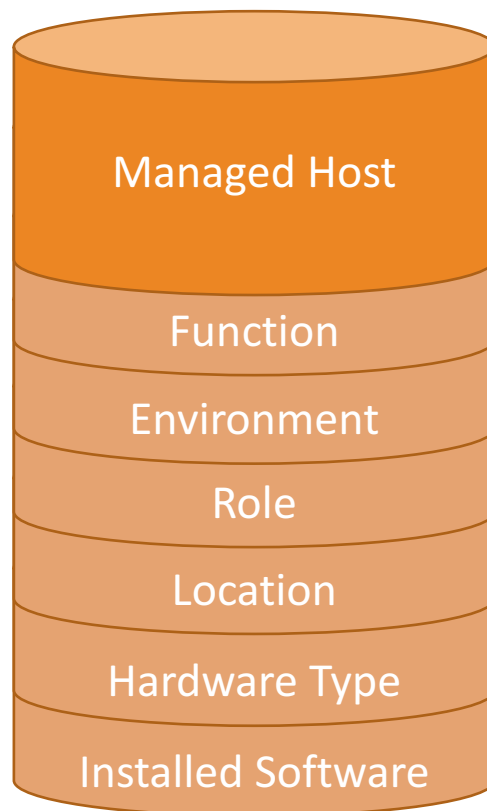 Managed Host
Function
Environment
Role
Location
Hardware Type
Installed Software